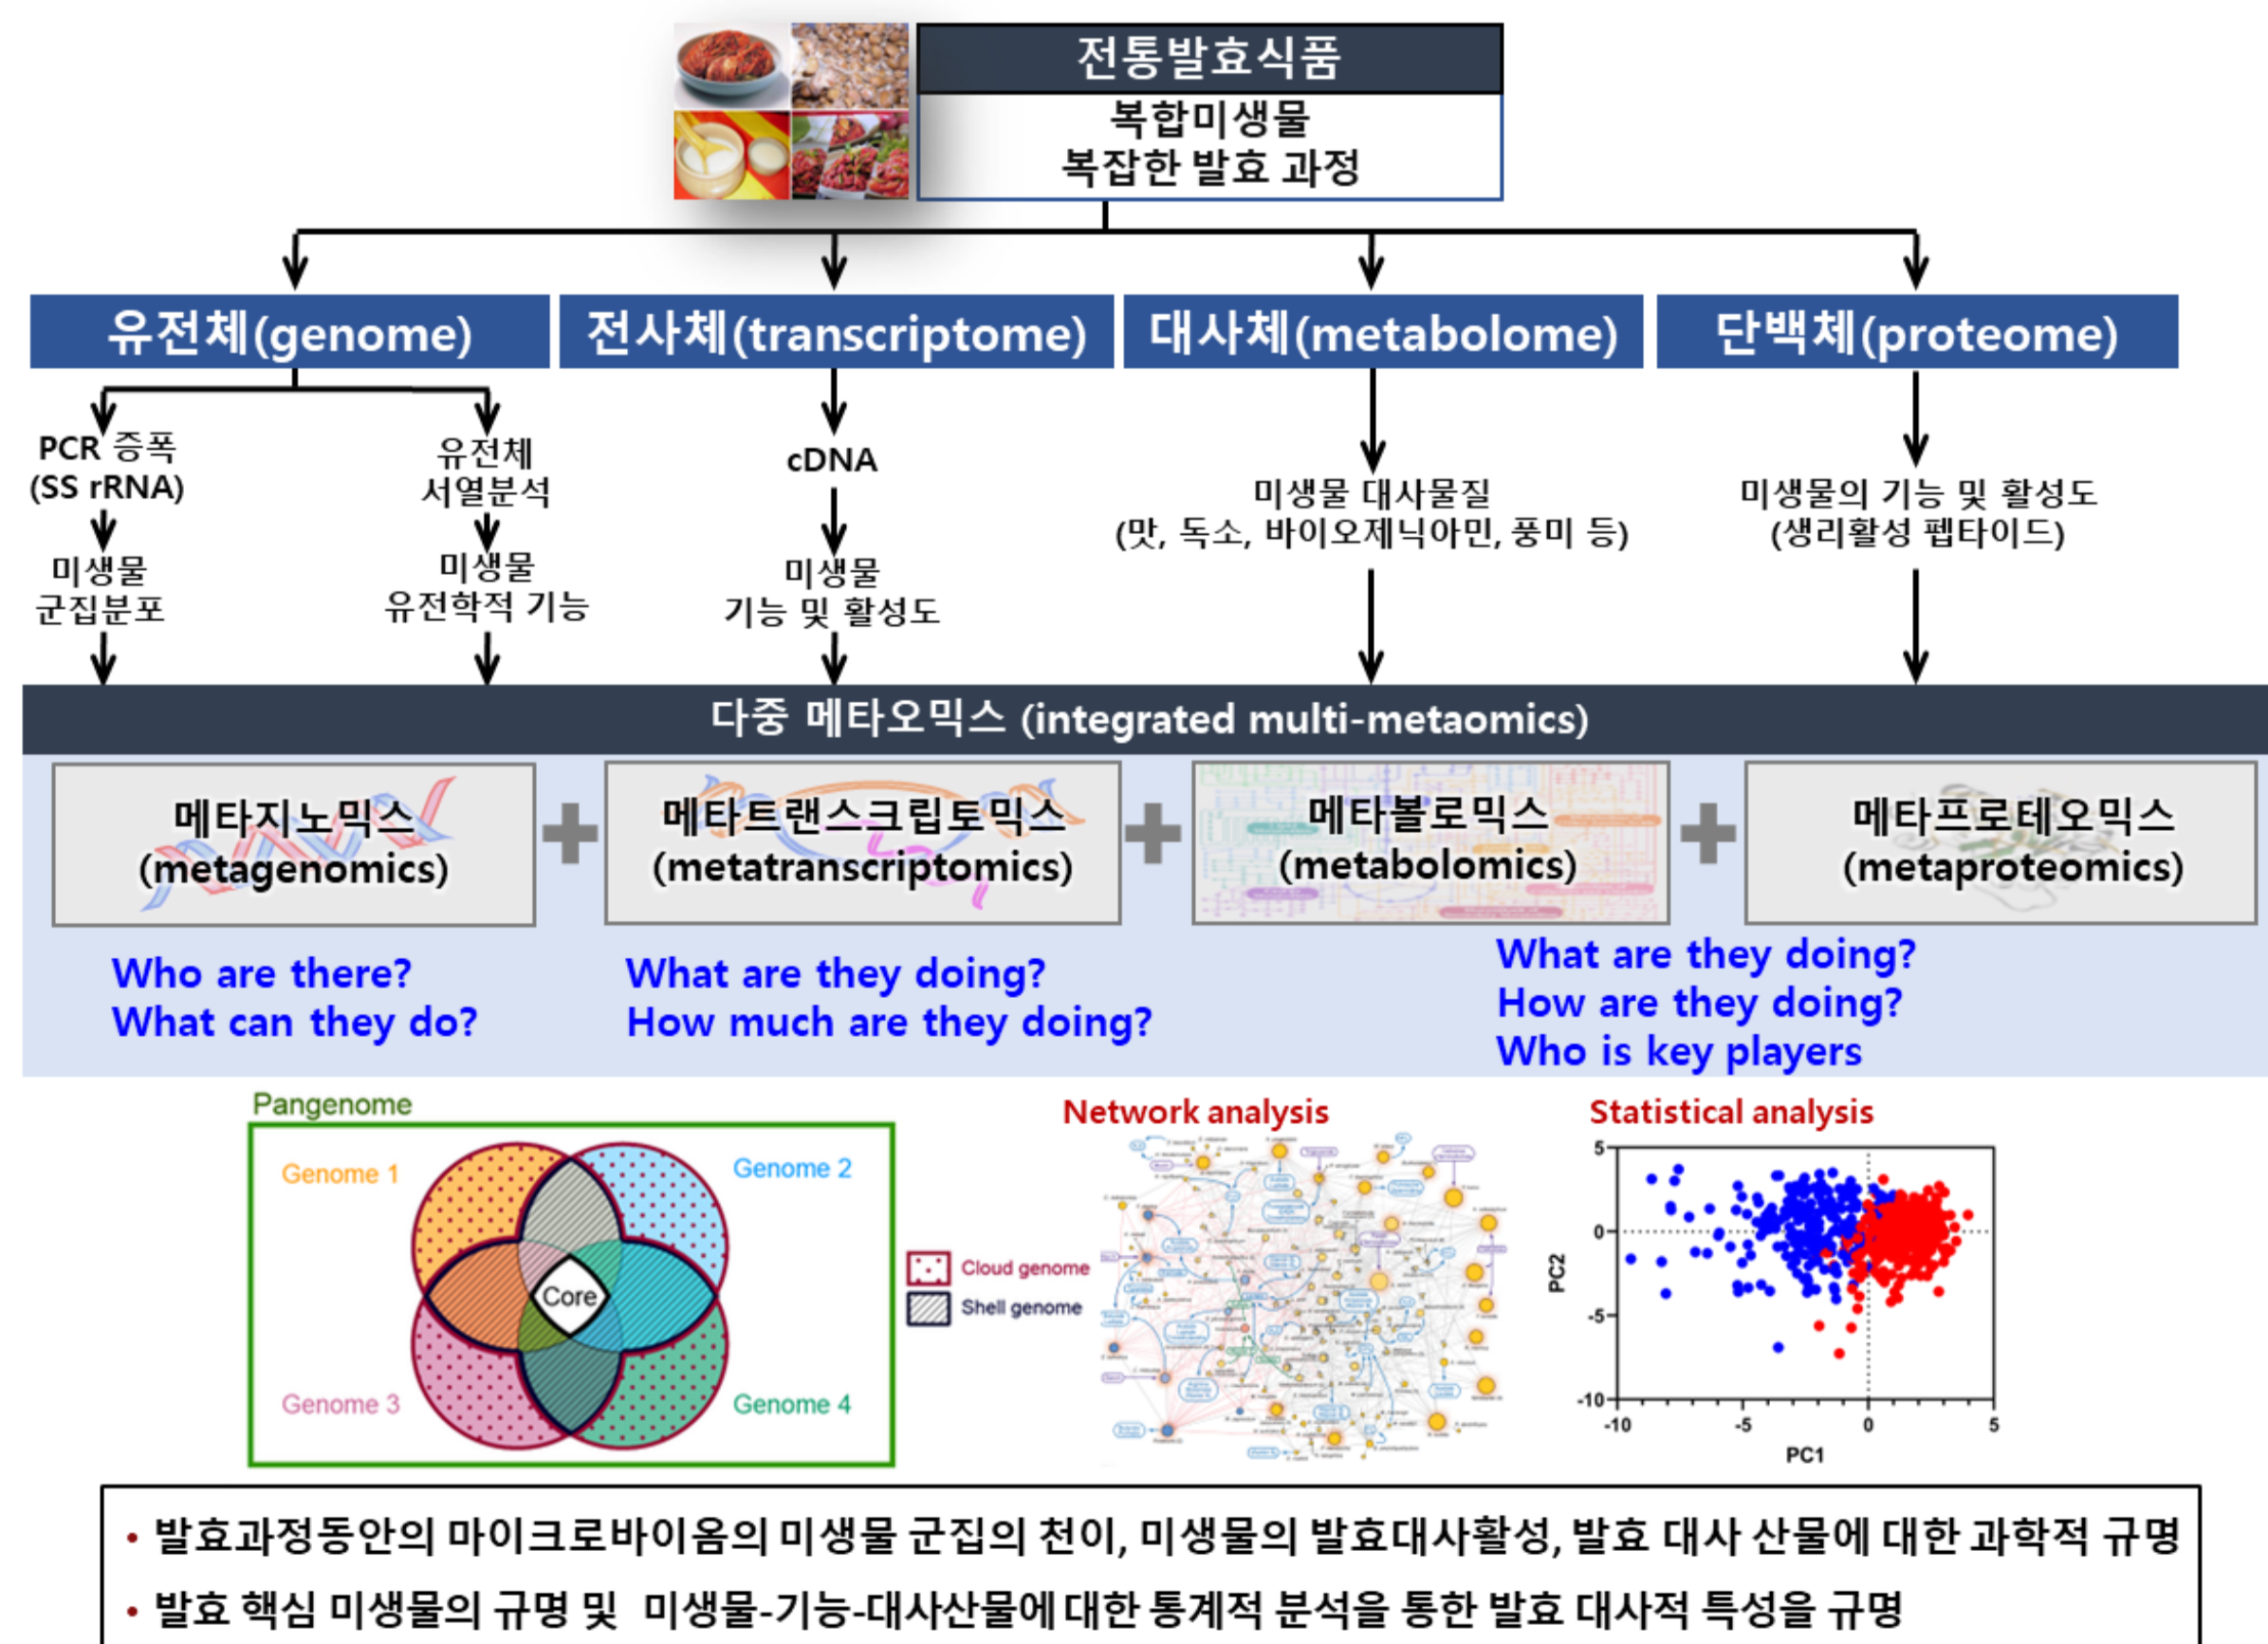 전통발효식품
복합미생물
복잡한 발효 과정
유전체(genome)
전사체(transcriptome)
대사체(metabolome)
단백체(proteome)
PCR 증폭
(SS rRNA)
미생물
군집분포
유전체
서열분석
미생물
유전학적 기능
cDNA
미생물
기능 및 활성도
미생물 대사물질
(맛, 독소, 바이오제닉아민, 풍미 등)
미생물의 기능 및 활성도
(생리활성 펩타이드)
다중 메타오믹스 (integrated multi-metaomics)
메타지노믹스
(metagenomics)
메타트랜스크립토믹스
(metatranscriptomics)
메타볼로믹스
(metabolomics)
메타프로테오믹스
(metaproteomics)
Who are there?
What can they do?
What are they doing?
How much are they doing?
What are they doing?
How are they doing?
Who is key players
Pangenome
Genome 1
Genome 2
Core
Genome 3
Genome 4
Cloud genome
Shell genome
Network analysis
Statistical analysis
5
0
-5
-10
PC2
-10 -5 0 5
PC1
• 발효과정동안의 마이크로바이옴의 미생물 군집의 천이, 미생물의 발효대사활성, 발효 대사 산물에 대한 과학적 규명
• 발효 핵심 미생물의 규명 및 미생물-기능-대사산물에 대한 통계적 분석을 통한 발효 대사적 특성을 규명